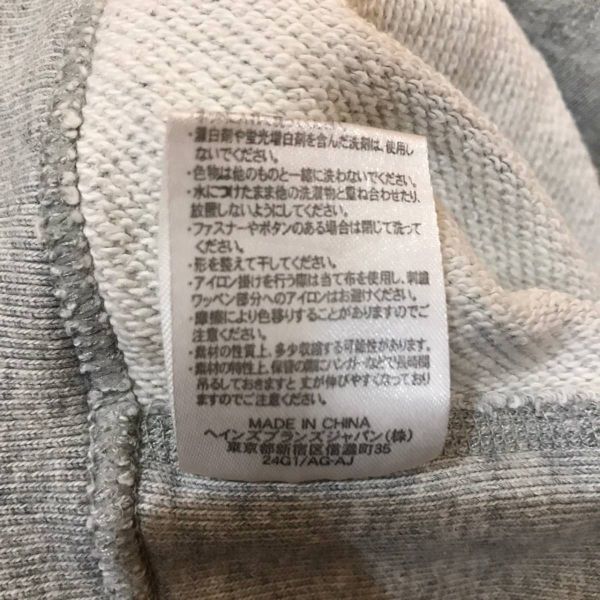 ・漂白剤や蛍光増白剤を含んだ洗剤は、使用し
ないでください。
・色物は他のものと一緒に洗わないでください。
・水につけたまま他の洗濯物と重ね合わせたり、
放置しないようにしてください。
・ファスナーやボタンのある場合は閉じて洗って
ください。
・形を整えて干してください。
・アイロン掛けを行う際は当て布を使用し、刺繍
ワッペン部分へのアイロンはお避けください。
・摩擦により色移りすることがありますのでご
注意ください。
・素材の性質上、多少収縮する可能性があります。
・素材の特性上、保管の際にハンガーなどで長時間
吊るしておきますと 丈が伸びやすくなっており
ますのでご注意ください。
MADE IN CHINA
ヘインズブランズジャパン(株)
東京都新宿区信濃町35
24G1/AG-AJ